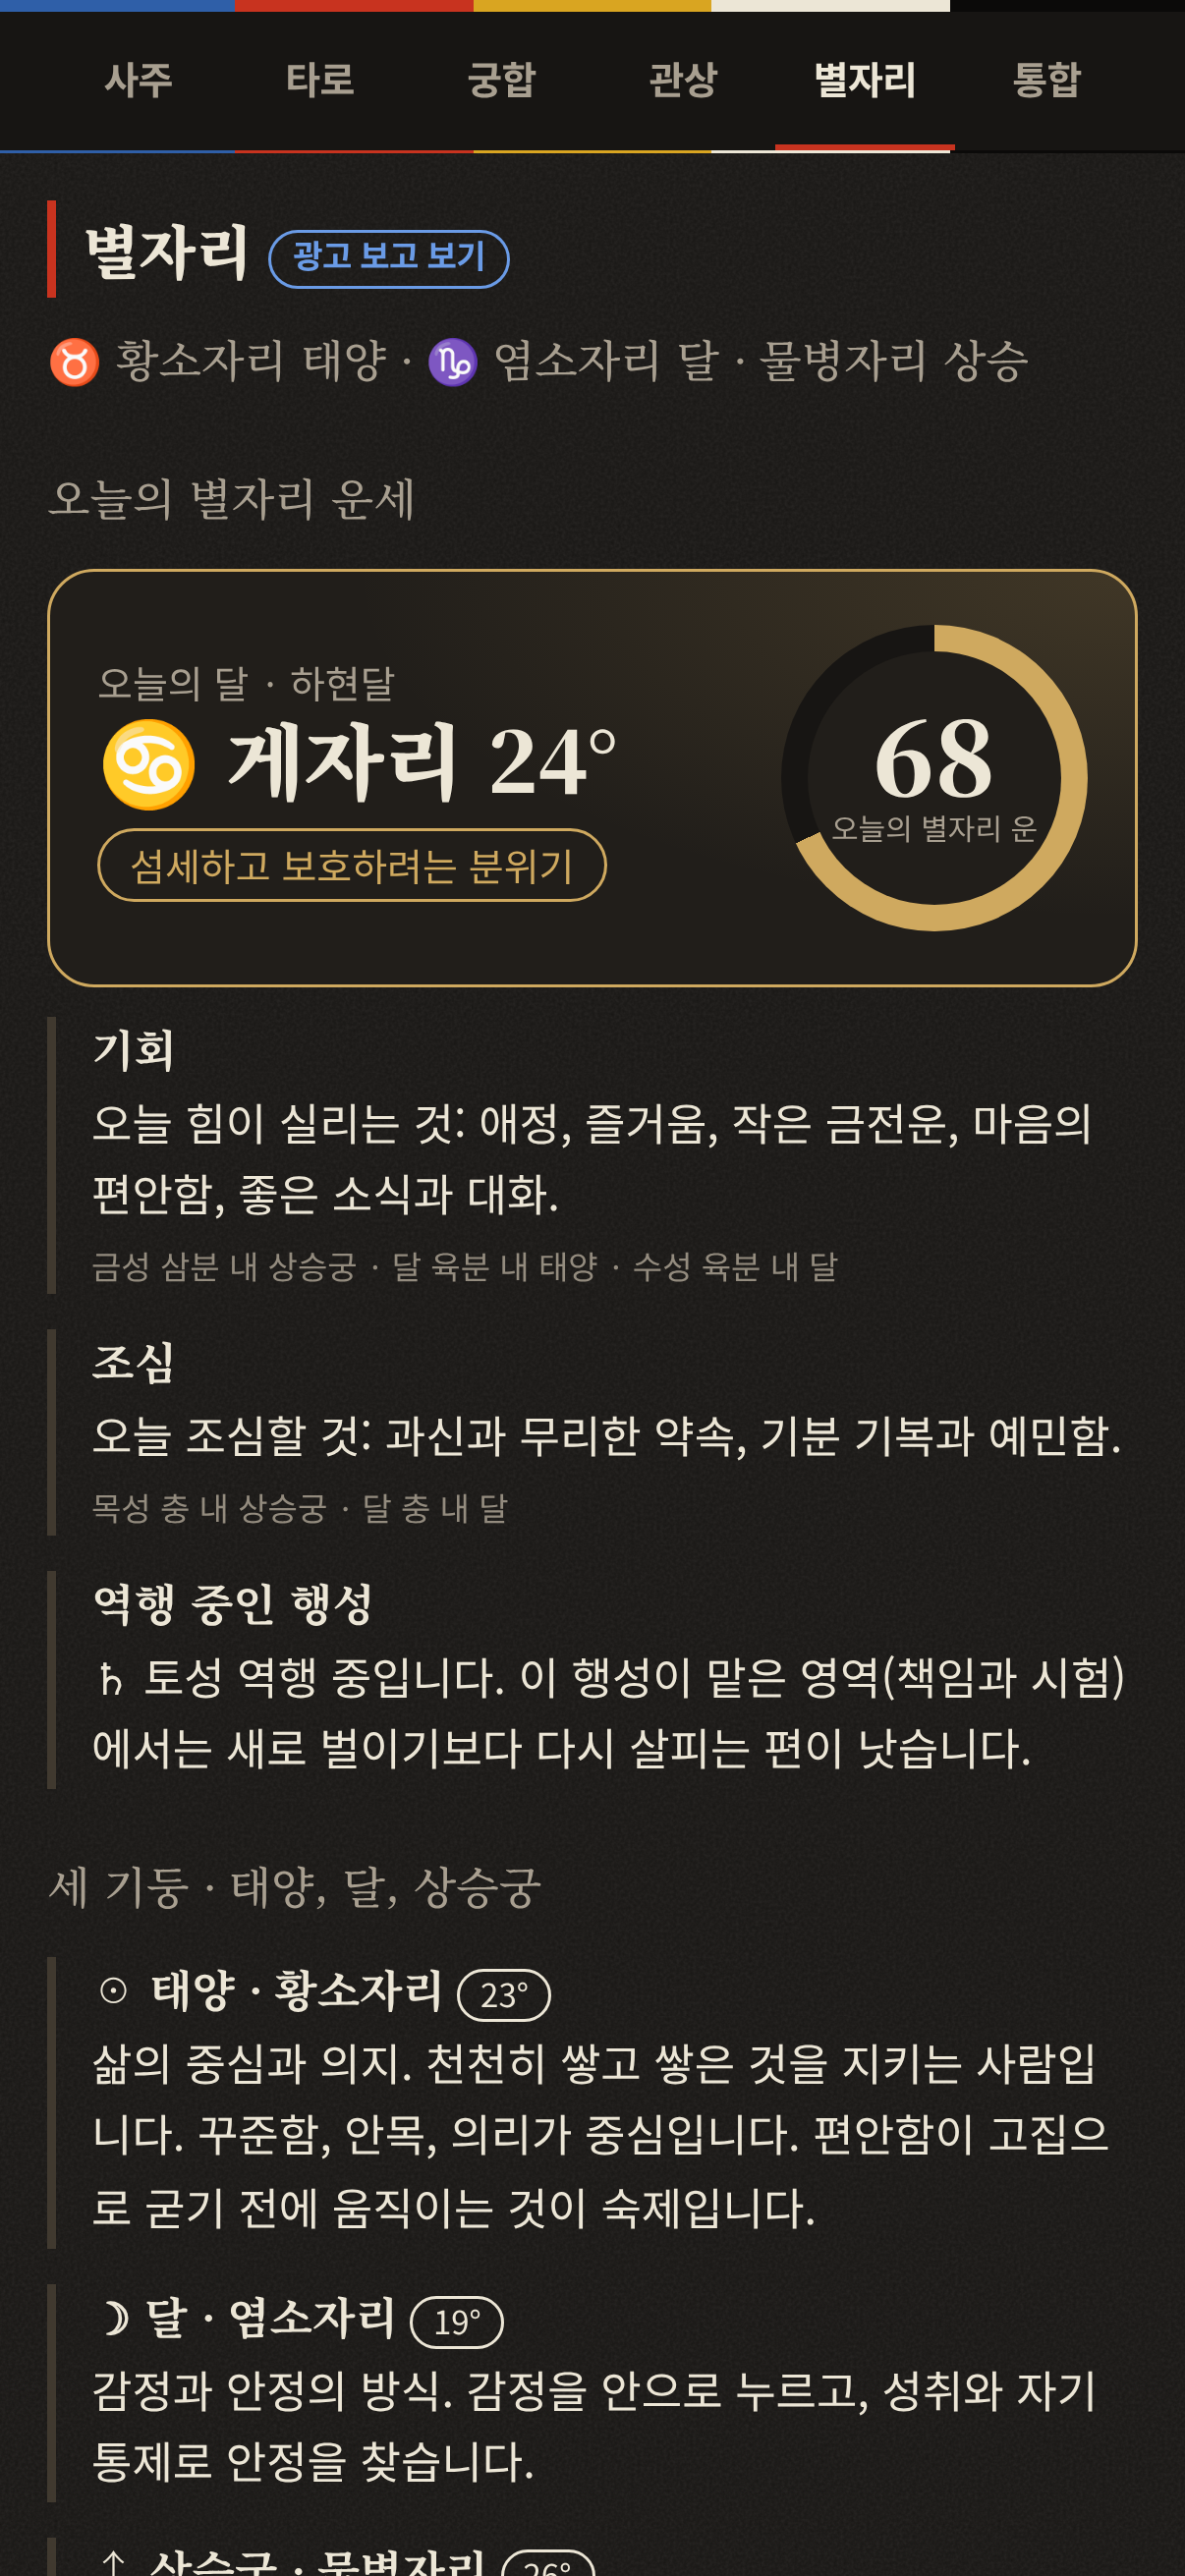 사주 타로 궁합 관상 별자리 통합
별자리 광고 보고 보기
♉ 황소자리 태양 · ♑ 염소자리 달 · 물병자리 상승
오늘의 별자리 운세
오늘의 달 · 하현달
♋ 게자리 24°
섬세하고 보호하려는 분위기
68
오늘의 별자리 운
기회
오늘 힘이 실리는 것: 애정, 즐거움, 작은 금전운, 마음의
편안함, 좋은 소식과 대화.
금성 삼분 내 상승궁 · 달 육분 내 태양 · 수성 육분 내 달
조심
오늘 조심할 것: 과신과 무리한 약속, 기분 기복과 예민함.
목성 충 내 상승궁 · 달 충 내 달
역행 중인 행성
♄ 토성 역행 중입니다. 이 행성이 맡은 영역(책임과 시험)
에서는 새로 벌이기보다 다시 살피는 편이 낫습니다.
세 기둥 · 태양, 달, 상승궁
☉ 태양 · 황소자리 23°
삶의 중심과 의지. 천천히 쌓고 쌓은 것을 지키는 사람입
니다. 꾸준함, 안목, 의리가 중심입니다. 편안함이 고집으
로 굳기 전에 움직이는 것이 숙제입니다.
☽ 달 · 염소자리 19°
감정과 안정의 방식. 감정을 안으로 누르고, 성취와 자기
통제로 안정을 찾습니다.
↑ 상승궁 · 물병자리 26°